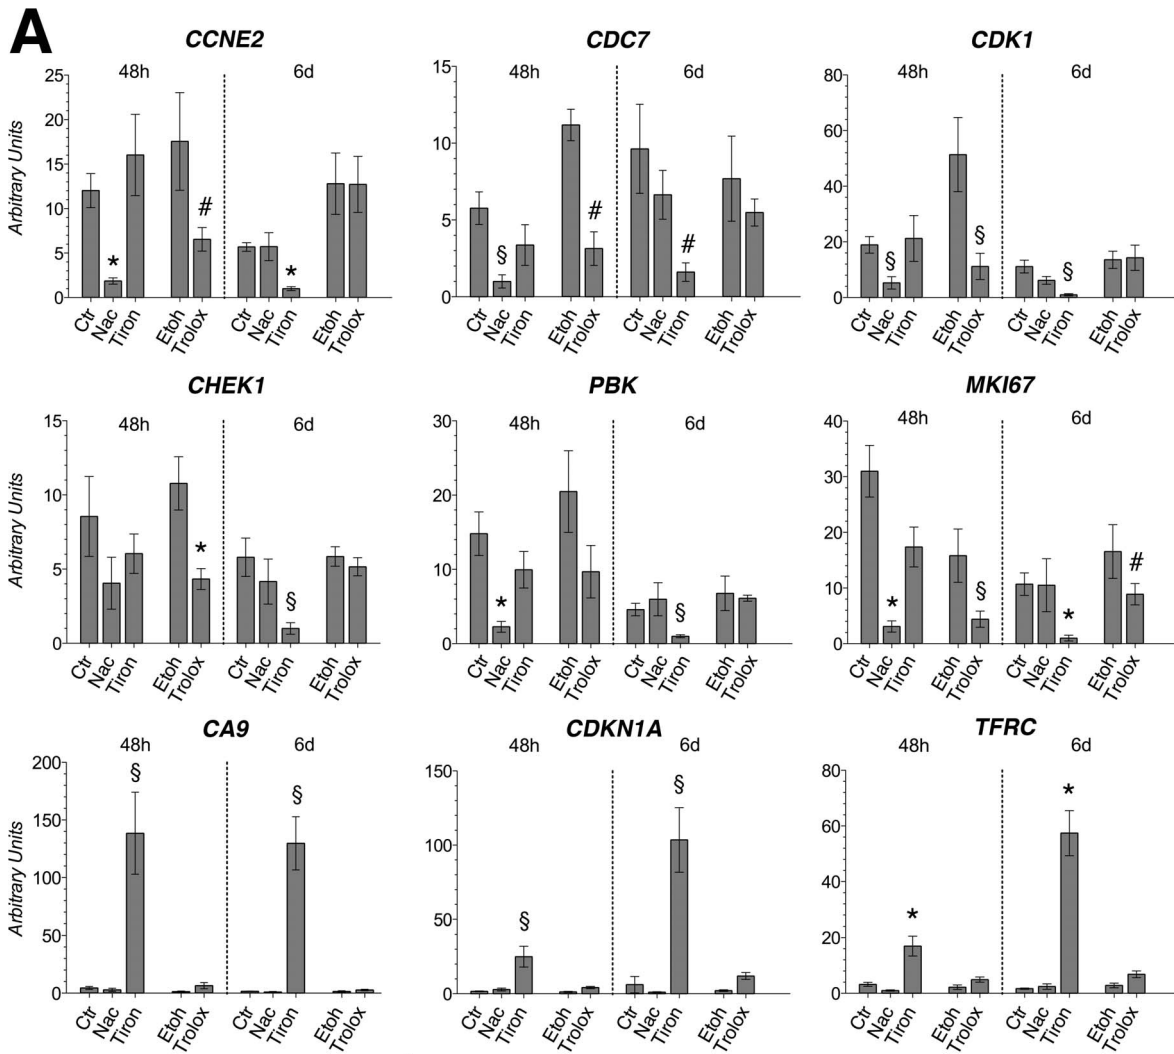 A
CCNE2
48h 6d
Arbitrary Units
25
20
15
10
5
0
*
#
*
Ctr Nac Tiron Etoh Trolox Ctr Nac Tiron Etoh Trolox
CDC7
48h 6d
15
10
5
0
§
#
#
Ctr Nac Tiron Etoh Trolox Ctr Nac Tiron Etoh Trolox
CDK1
48h 6d
80
60
40
20
0
§
§
§
Ctr Nac Tiron Etoh Trolox Ctr Nac Tiron Etoh Trolox
CHEK1
48h 6d
Arbitrary Units
15
10
5
0
*
§
Ctr Nac Tiron Etoh Trolox Ctr Nac Tiron Etoh Trolox
PBK
48h 6d
30
20
10
0
*
§
Ctr Nac Tiron Etoh Trolox Ctr Nac Tiron Etoh Trolox
MKI67
48h 6d
40
30
20
10
0
*
§
*
#
Ctr Nac Tiron Etoh Trolox Ctr Nac Tiron Etoh Trolox
CA9
48h 6d
Arbitrary Units
200
150
100
50
0
§
§
Ctr Nac Tiron Etoh Trolox Ctr Nac Tiron Etoh Trolox
CDKN1A
48h 6d
150
100
50
0
§
§
Ctr Nac Tiron Etoh Trolox Ctr Nac Tiron Etoh Trolox
TFRC
48h 6d
80
60
40
20
0
*
*
Ctr Nac Tiron Etoh Trolox Ctr Nac Tiron Etoh Trolox